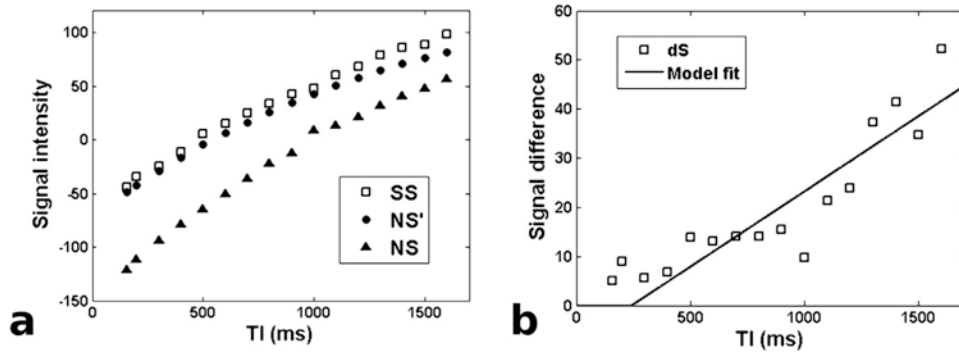 100
50
0
-50
-100
-150
Signal intensity
SS
NS'
NS
0
500
1000
1500
TI (ms)
a
60
50
40
30
20
10
0
Signal difference
dS
Model fit
0
500
1000
1500
TI (ms)
b